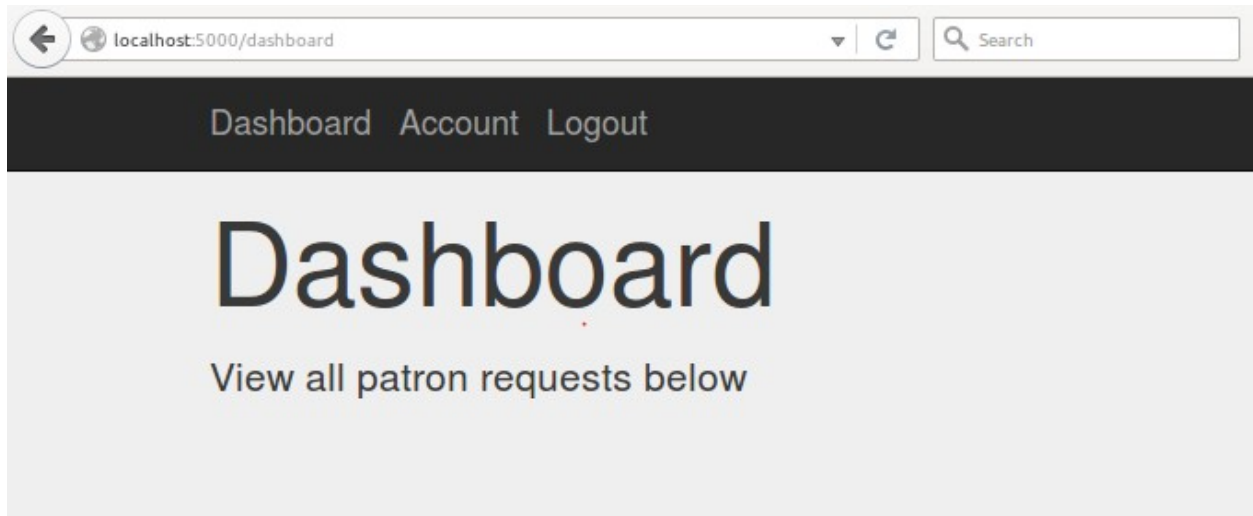 localhost:5000/dashboard Search
Dashboard Account Logout
Dashboard
View all patron requests below